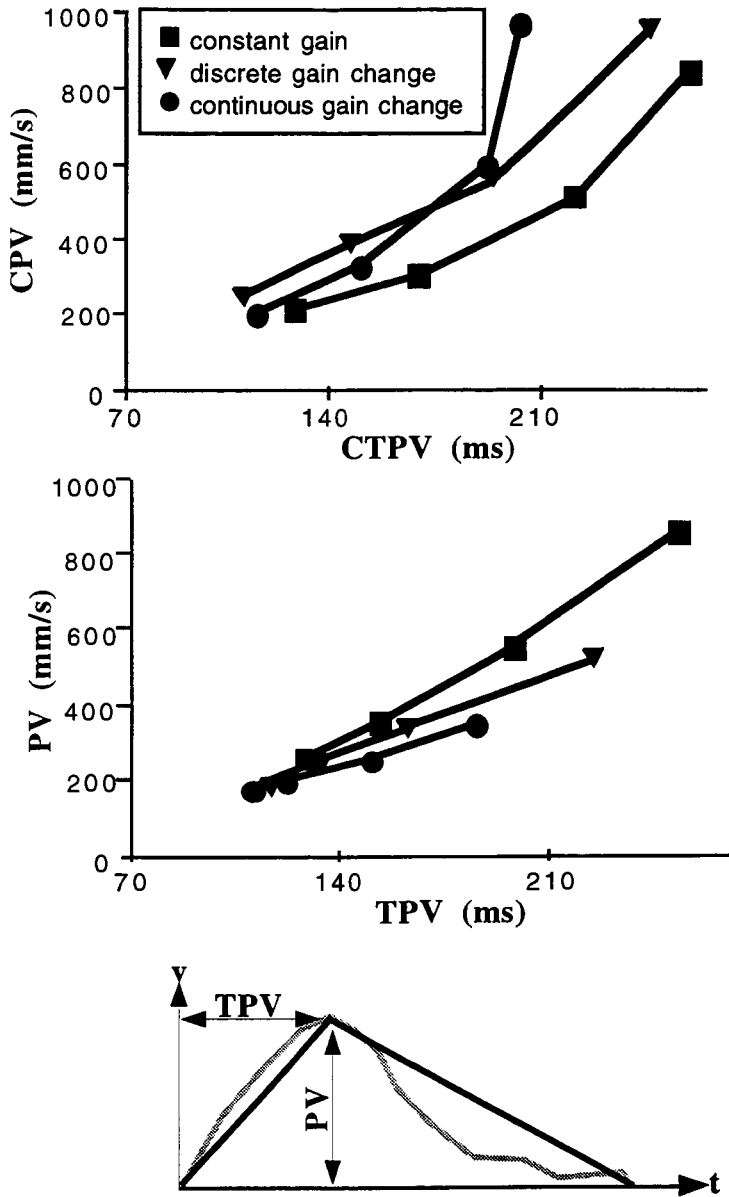 1000
800
600
400
200
0
CPV (mm/s)
constant gain
discrete gain change
continuous gain change
70 140 210
CTPV (ms)
1000
800
600
400
200
0
PV (mm/s)
70 140 210
TPV (ms)
v
TPV
PV
t